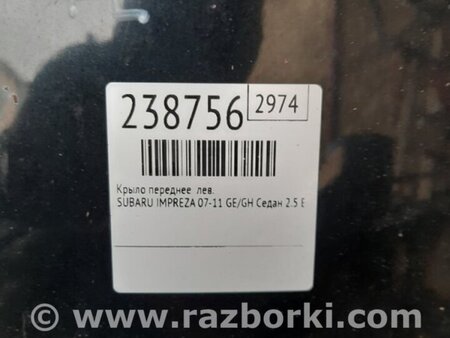 238756 2974
Крыло переднее лев.
SUBARU IMPREZA 07-11 GE/GH Седан 2.5 Б
© www.razborki.com